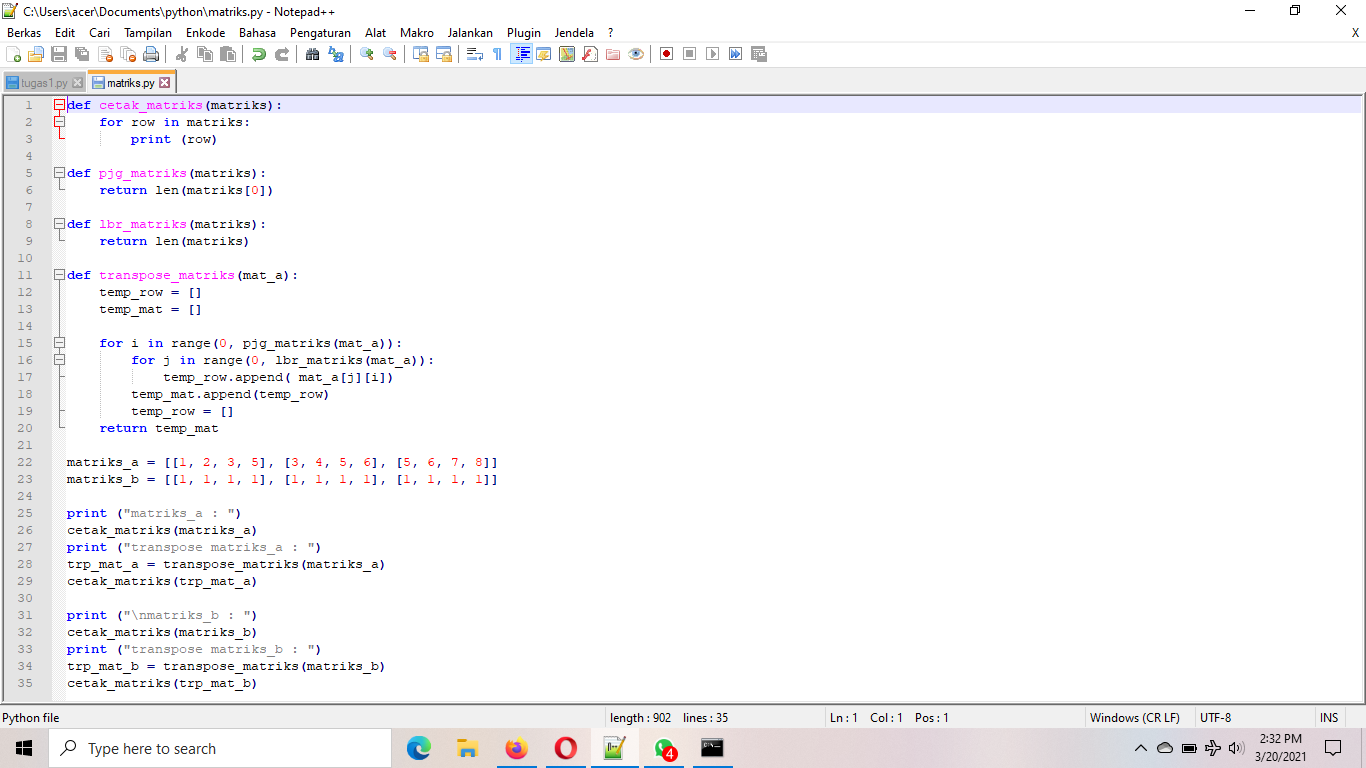 C:\Users\acer\Documents\python\matriks.py - Notepad++
Berkas Edit Cari Tampilan Enkode Bahasa Pengaturan Alat Makro Jalankan Plugin Jendela ? X
tugas1.py matriks.py
1 def cetak_matriks(matriks):
2     for row in matriks:
3         print (row)
4
5 def pjg_matriks(matriks):
6     return len(matriks[0])
7
8 def lbr_matriks(matriks):
9     return len(matriks)
10
11 def transpose_matriks(mat_a):
12     temp_row = []
13     temp_mat = []
14
15     for i in range(0, pjg_matriks(mat_a)):
16         for j in range(0, lbr_matriks(mat_a)):
17             temp_row.append( mat_a[j][i])
18         temp_mat.append(temp_row)
19         temp_row = []
20     return temp_mat
21
22 matriks_a = [[1, 2, 3, 5], [3, 4, 5, 6], [5, 6, 7, 8]]
23 matriks_b = [[1, 1, 1, 1], [1, 1, 1, 1], [1, 1, 1, 1]]
24
25 print ("matriks_a : ")
26 cetak_matriks(matriks_a)
27 print ("transpose matriks_a : ")
28 trp_mat_a = transpose_matriks(matriks_a)
29 cetak_matriks(trp_mat_a)
30
31 print ("\nmatriks_b : ")
32 cetak_matriks(matriks_b)
33 print ("transpose matriks_b : ")
34 trp_mat_b = transpose_matriks(matriks_b)
35 cetak_matriks(trp_mat_b)
Python file length : 902 lines : 35 Ln : 1 Col : 1 Pos : 1 Windows (CR LF) UTF-8 INS
Type here to search 4 2:32 PM
3/20/2021